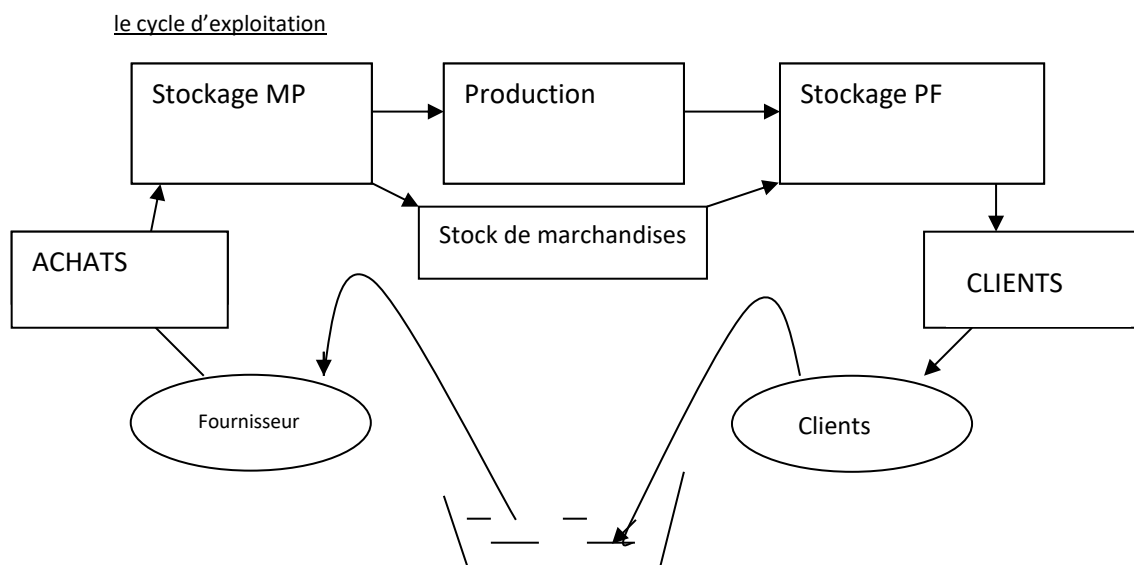 le cycle d’exploitation
Stockage MP
Production
Stockage PF
Stock de marchandises
ACHATS
CLIENTS
Fournisseur
Clients